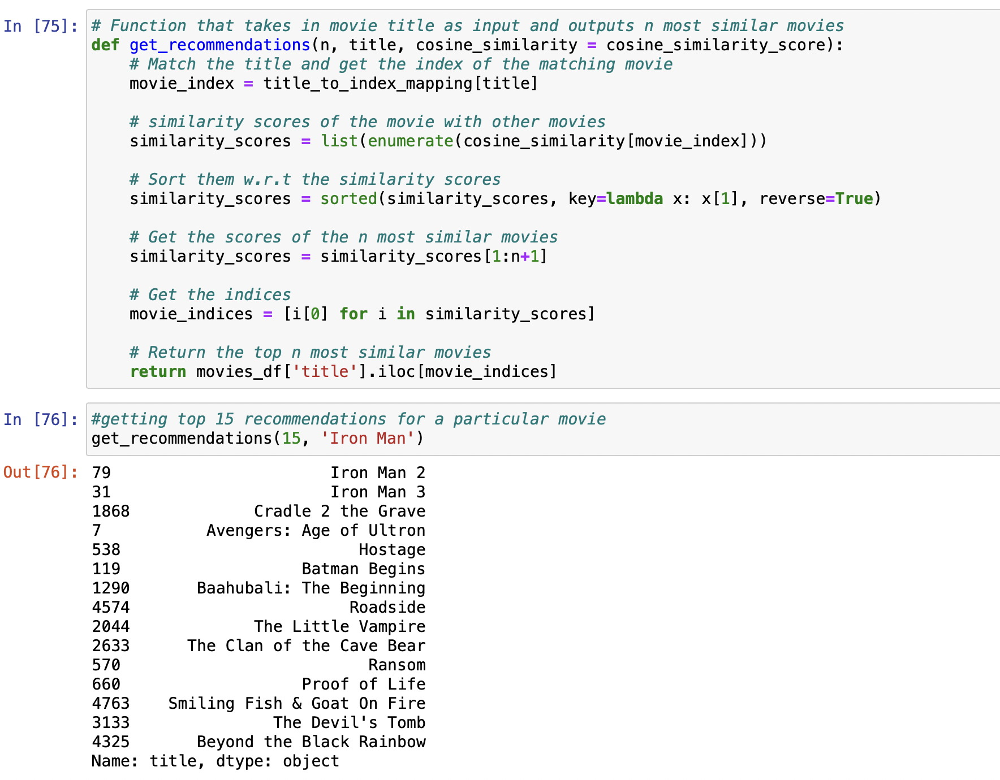 In [75]: # Function that takes in movie title as input and outputs n most similar movies
def get_recommendations(n, title, cosine_similarity = cosine_similarity_score):
    # Match the title and get the index of the matching movie
    movie_index = title_to_index_mapping[title]

    # similarity scores of the movie with other movies
    similarity_scores = list(enumerate(cosine_similarity[movie_index]))

    # Sort them w.r.t the similarity scores
    similarity_scores = sorted(similarity_scores, key=lambda x: x[1], reverse=True)

    # Get the scores of the n most similar movies
    similarity_scores = similarity_scores[1:n+1]

    # Get the indices
    movie_indices = [i[0] for i in similarity_scores]

    # Return the top n most similar movies
    return movies_df['title'].iloc[movie_indices]

In [76]: #getting top 15 recommendations for a particular movie
get_recommendations(15, 'Iron Man')

Out[76]: 79                         Iron Man 2
31                         Iron Man 3
1868             Cradle 2 the Grave
7           Avengers: Age of Ultron
538                         Hostage
119                   Batman Begins
1290       Baahubali: The Beginning
4574                       Roadside
2044             The Little Vampire
2633      The Clan of the Cave Bear
570                          Ransom
660                   Proof of Life
4763    Smiling Fish & Goat On Fire
3133               The Devil's Tomb
4325       Beyond the Black Rainbow
Name: title, dtype: object